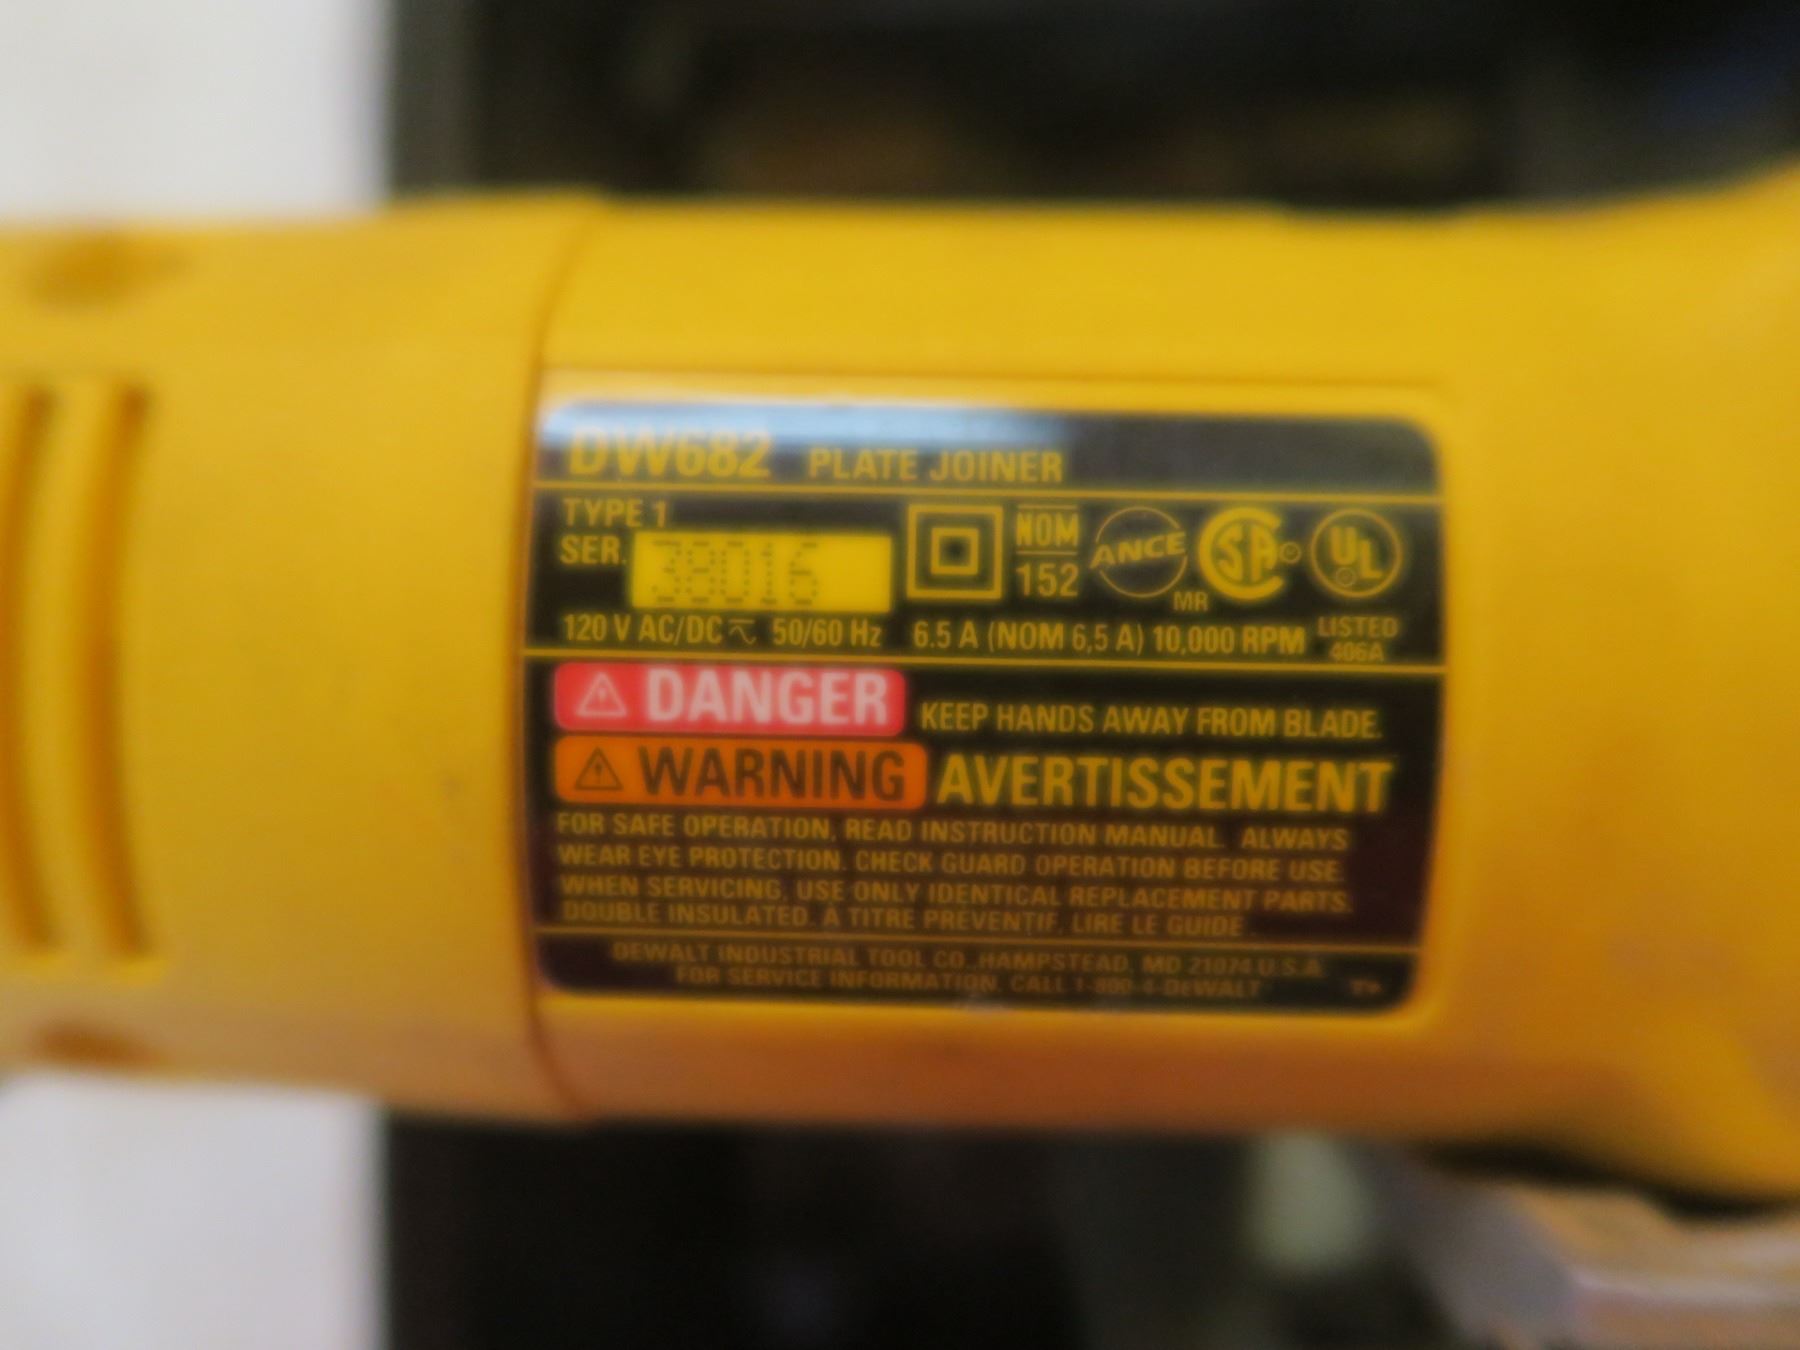 DW682 PLATE JOINER
TYPE 1
SER. 38016
NOM 152 ANCE MR SA UL
120 V AC/DC 50/60 Hz 6.5 A (NOM 6,5 A) 10,000 RPM LISTED 406A
DANGER KEEP HANDS AWAY FROM BLADE.
WARNING AVERTISSEMENT
FOR SAFE OPERATION, READ INSTRUCTION MANUAL. ALWAYS
WEAR EYE PROTECTION. CHECK GUARD OPERATION BEFORE USE.
WHEN SERVICING, USE ONLY IDENTICAL REPLACEMENT PARTS.
DOUBLE INSULATED. A TITRE PREVENTIF, LIRE LE GUIDE.
DEWALT INDUSTRIAL TOOL CO., HAMPSTEAD, MD 21074 U.S.A.
FOR SERVICE INFORMATION, CALL 1-800-4-DEWALT